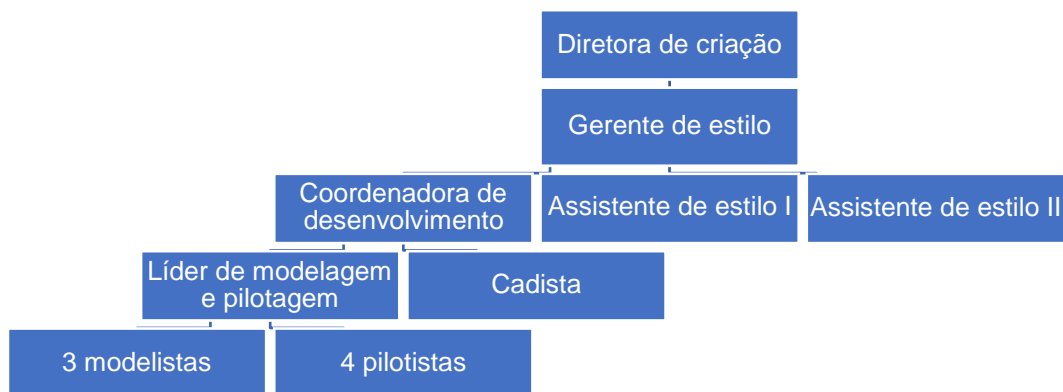 Diretora de criação
Gerente de estilo
Coordenadora de
desenvolvimento
Assistente de estilo I
Assistente de estilo II
Líder de modelagem
e pilotagem
Cadista
3 modelistas
4 pilotistas